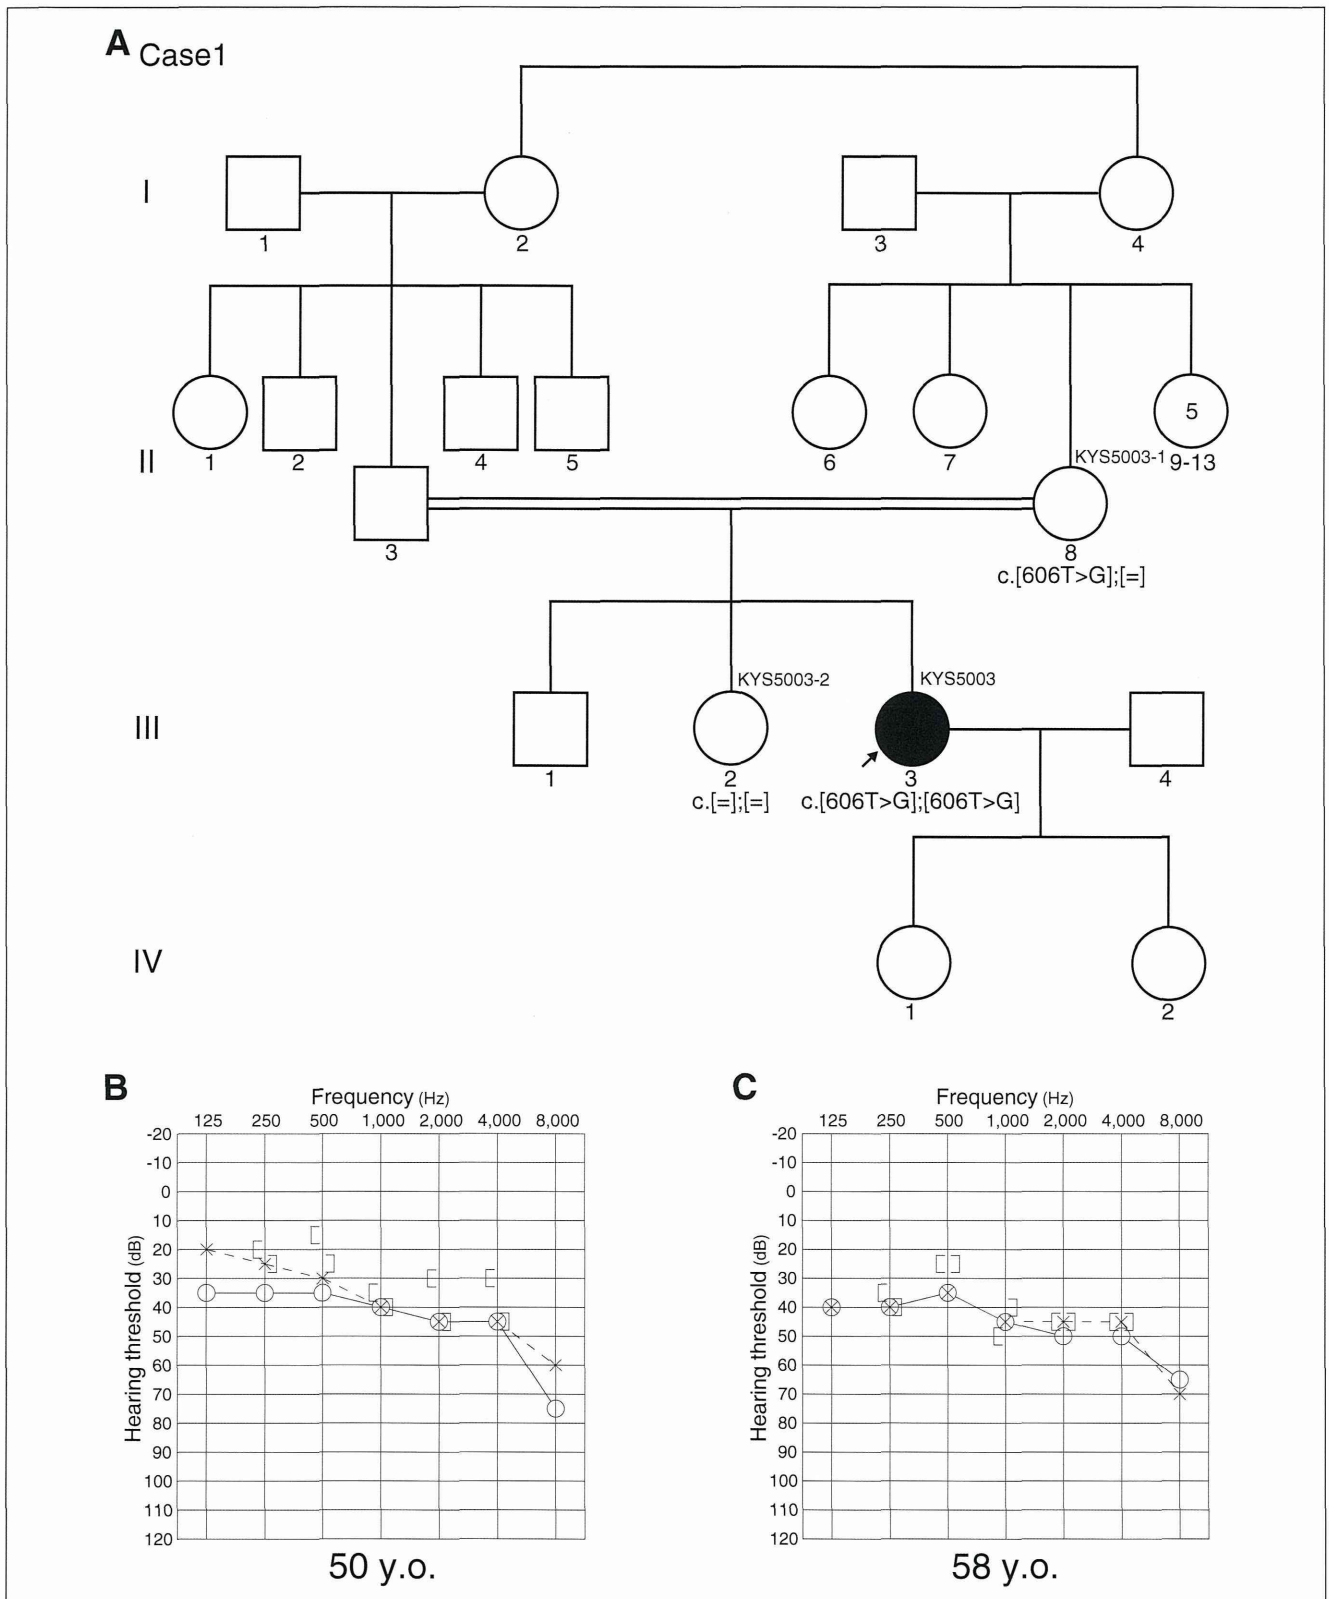 A Case1
I
1 2 3 4
5
II
1 2 4 5 6 7 KYS5003-1 9-13
3 8
c.[606T>G];[=]
KYS5003-2 KYS5003
III
1 2 3 4
c.[=];[=] c.[606T>G];[606T>G]
IV
1 2
B
Frequency (Hz)
125 250 500 1,000 2,000 4,000 8,000
Hearing threshold (dB)
-20
-10
0
10
20
30
40
50
60
70
80
90
100
110
120
50 y.o.
C
Frequency (Hz)
125 250 500 1,000 2,000 4,000 8,000
Hearing threshold (dB)
-20
-10
0
10
20
30
40
50
60
70
80
90
100
110
120
58 y.o.